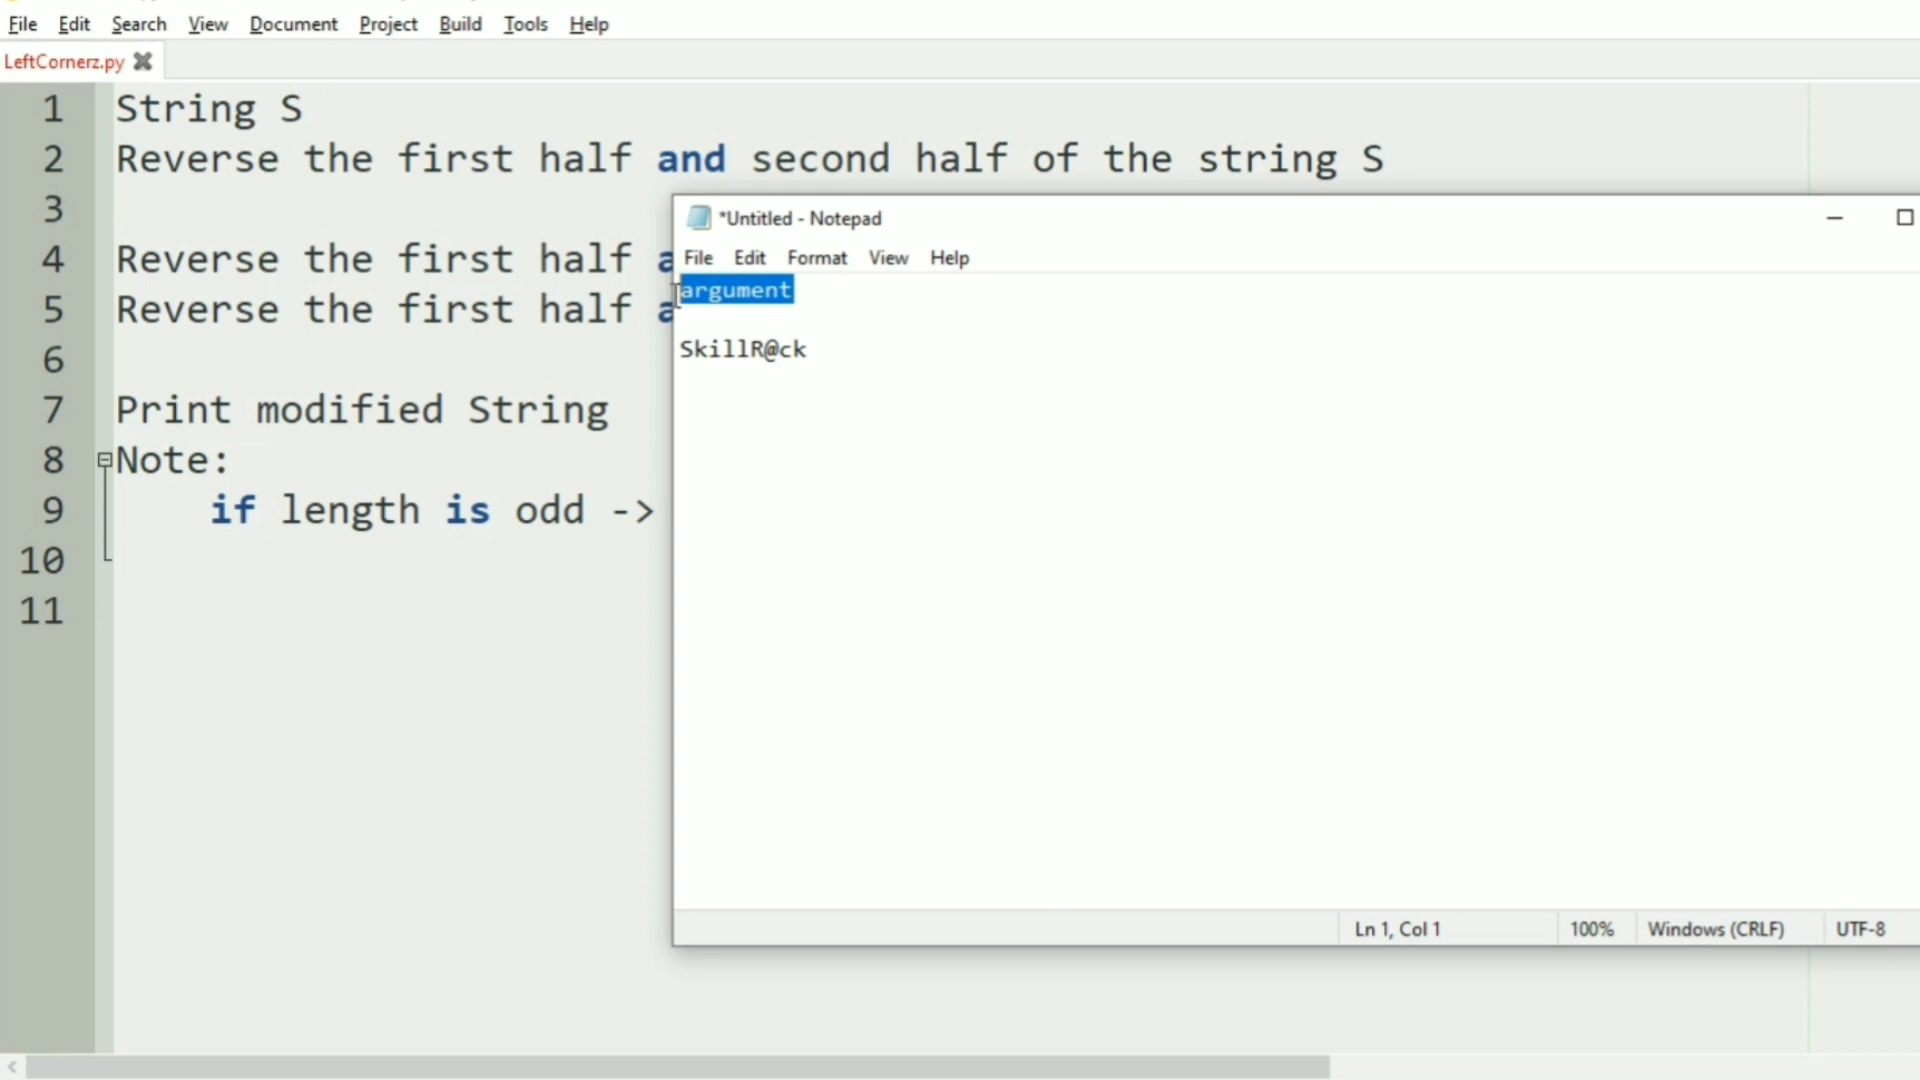 File Edit Search View Document Project Build Tools Help
LeftCornerz.py
1 String S
2 Reverse the first half and second half of the string S
3
4 Reverse the first half a
5 Reverse the first half a
6
7 Print modified String
8 Note:
9 if length is odd ->
10
11
*Untitled - Notepad
File Edit Format View Help
argument
SkillR@ck
Ln 1, Col 1 100% Windows (CRLF) UTF-8